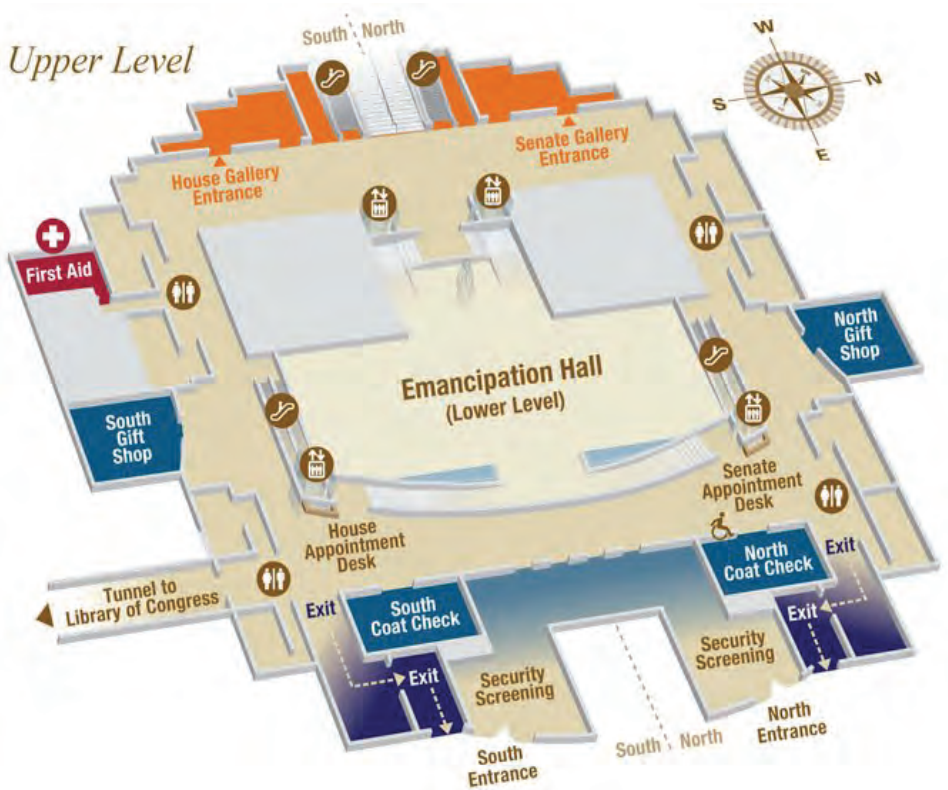 South North
Upper Level
W
N
S
E
Senate Gallery
Entrance
House Gallery
Entrance
First Aid
North
Gift
Shop
Emancipation Hall
(Lower Level)
South
Gift
Shop
Senate
Appointment
Desk
House
Appointment
Desk
North
Coat Check
Exit
Tunnel to
Library of Congress
Exit
South
Coat Check
Exit
Security
Screening
Exit
Security
Screening
South North
North
Entrance
South
Entrance